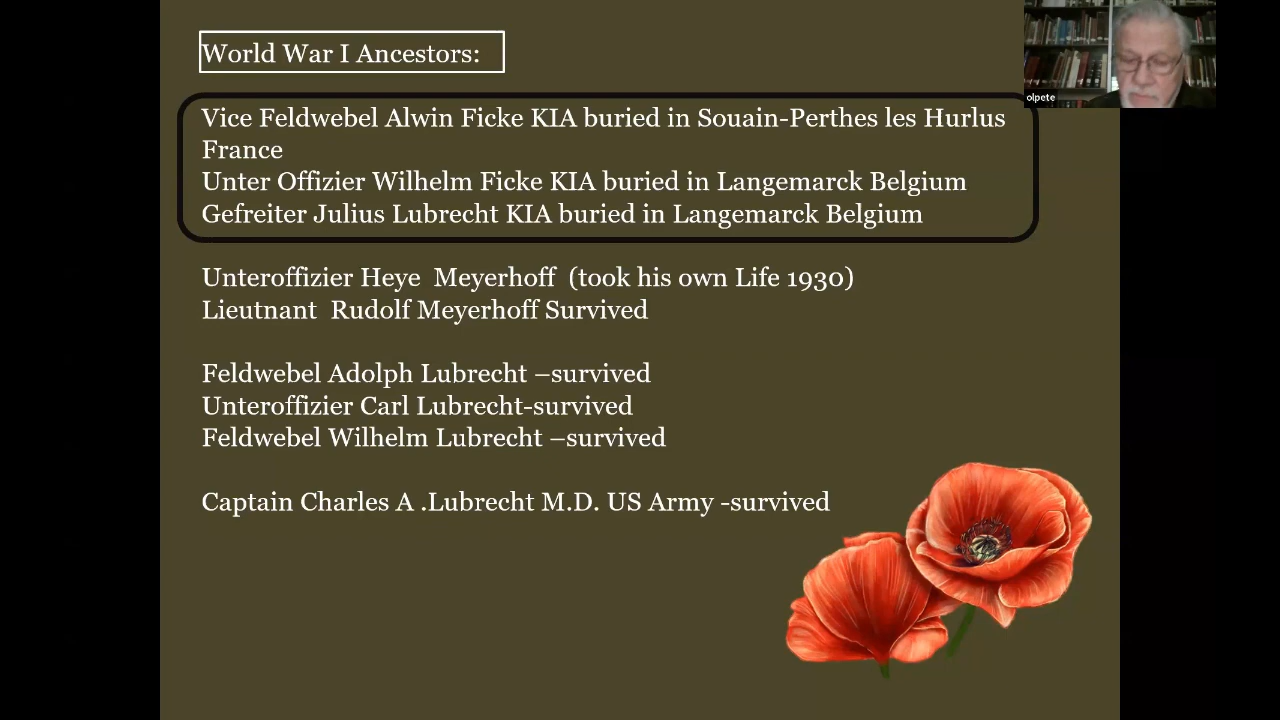 World War I Ancestors:
olpete
Vice Feldwebel Alwin Ficke KIA buried in Souain-Perthes les Hurlus
France
Unter Offizier Wilhelm Ficke KIA buried in Langemarck Belgium
Gefreiter Julius Lubrecht KIA buried in Langemarck Belgium
Unteroffizier Heye  Meyerhoff  (took his own Life 1930)
Lieutnant  Rudolf Meyerhoff Survived
Feldwebel Adolph Lubrecht –survived
Unteroffizier Carl Lubrecht-survived
Feldwebel Wilhelm Lubrecht –survived
Captain Charles A .Lubrecht M.D. US Army -survived